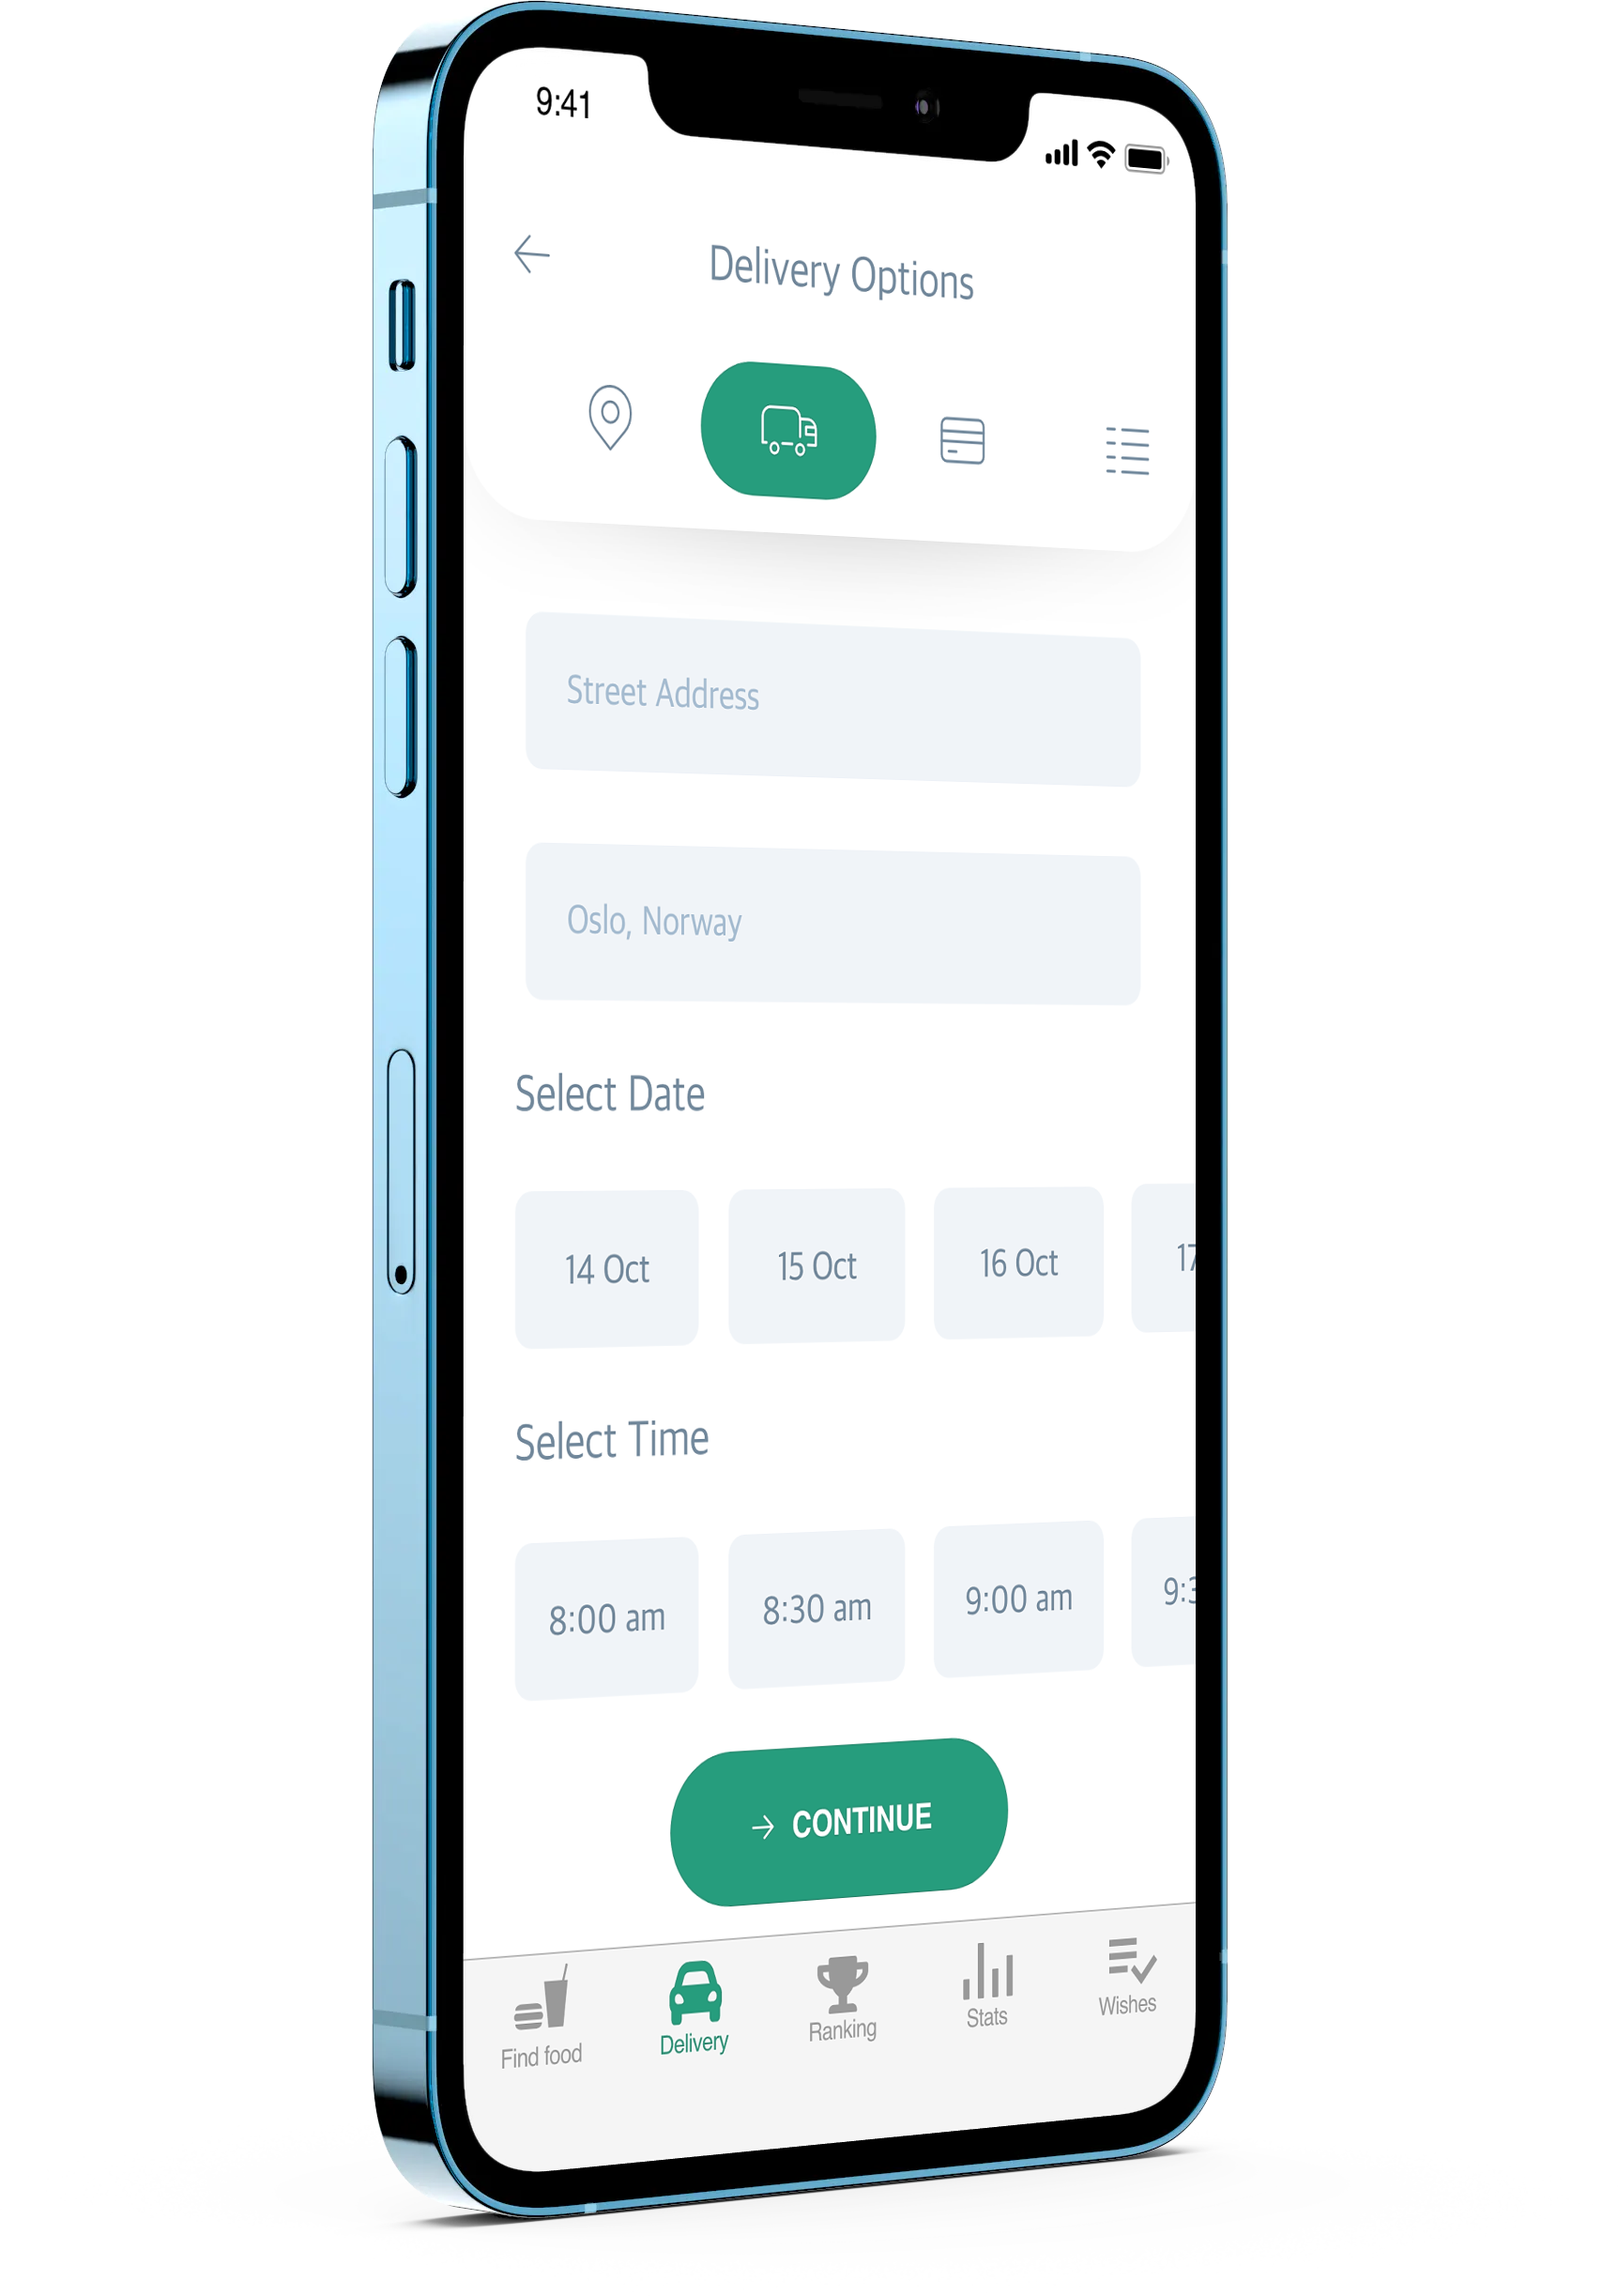 9:41
Delivery Options
Street Address
Oslo, Norway
Select Date
14 Oct
15 Oct
16 Oct
17
Select Time
8:00 am
8:30 am
9:00 am
9:3
CONTINUE
Find food
Delivery
Ranking
Stats
Wishes